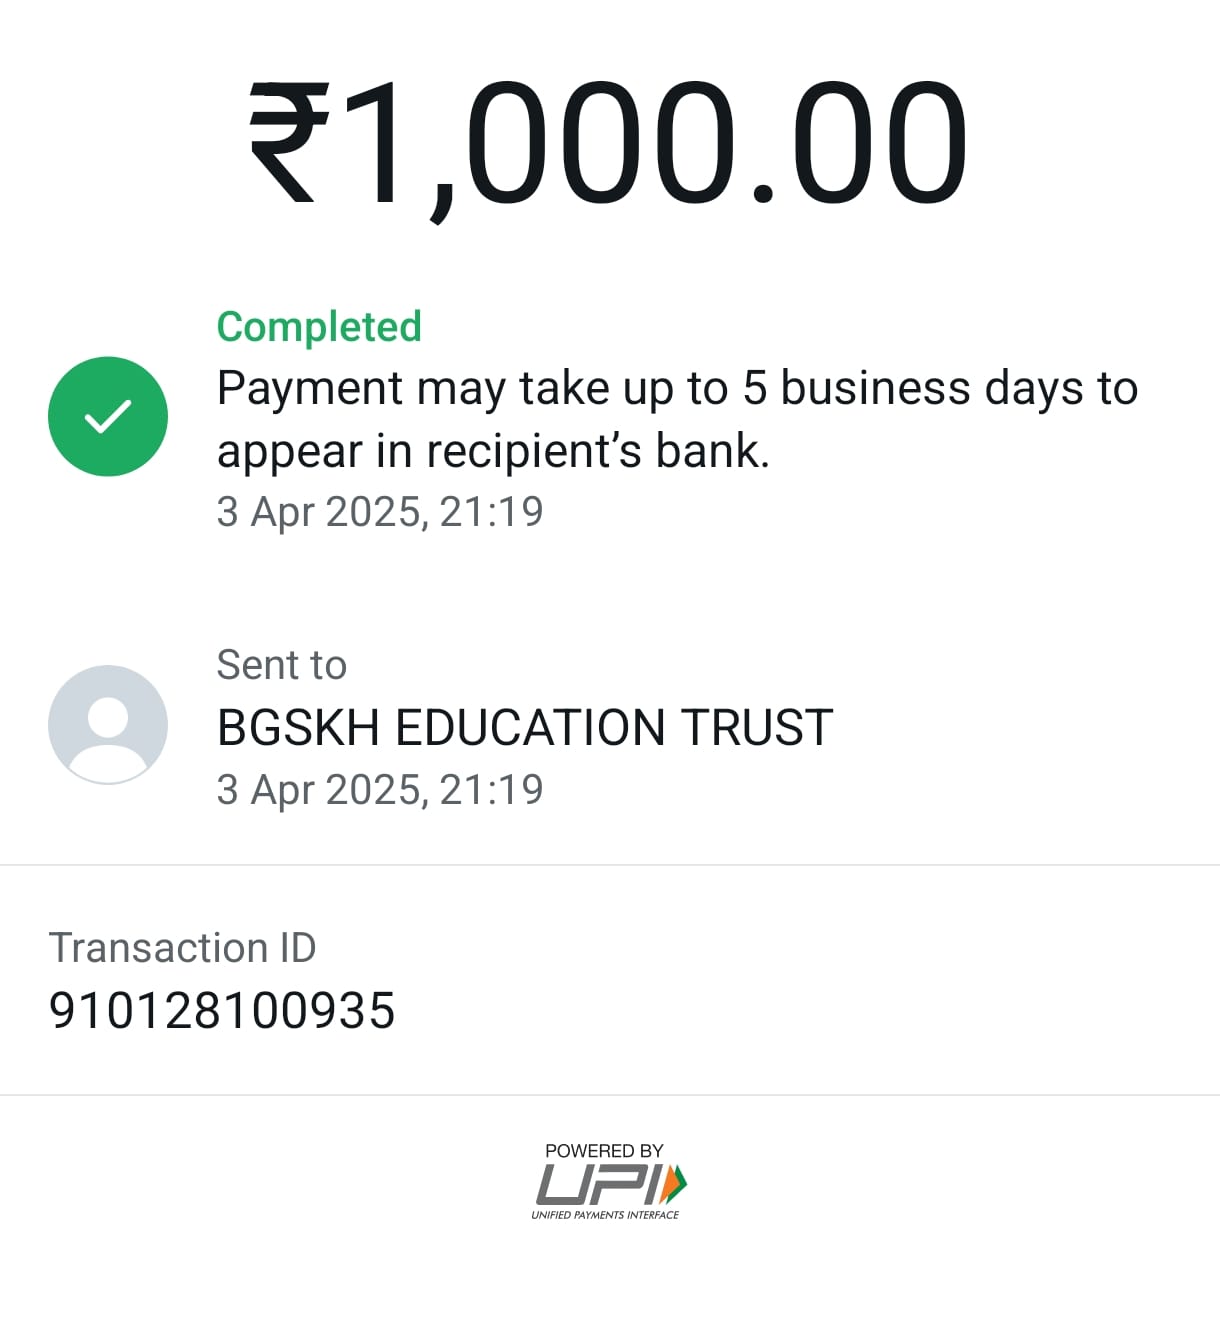 ₹1,000.00
Completed
Payment may take up to 5 business days to
appear in recipient’s bank.
3 Apr 2025, 21:19
Sent to
BGSKH EDUCATION TRUST
3 Apr 2025, 21:19
Transaction ID
910128100935
POWERED BY
UPI
UNIFIED PAYMENTS INTERFACE